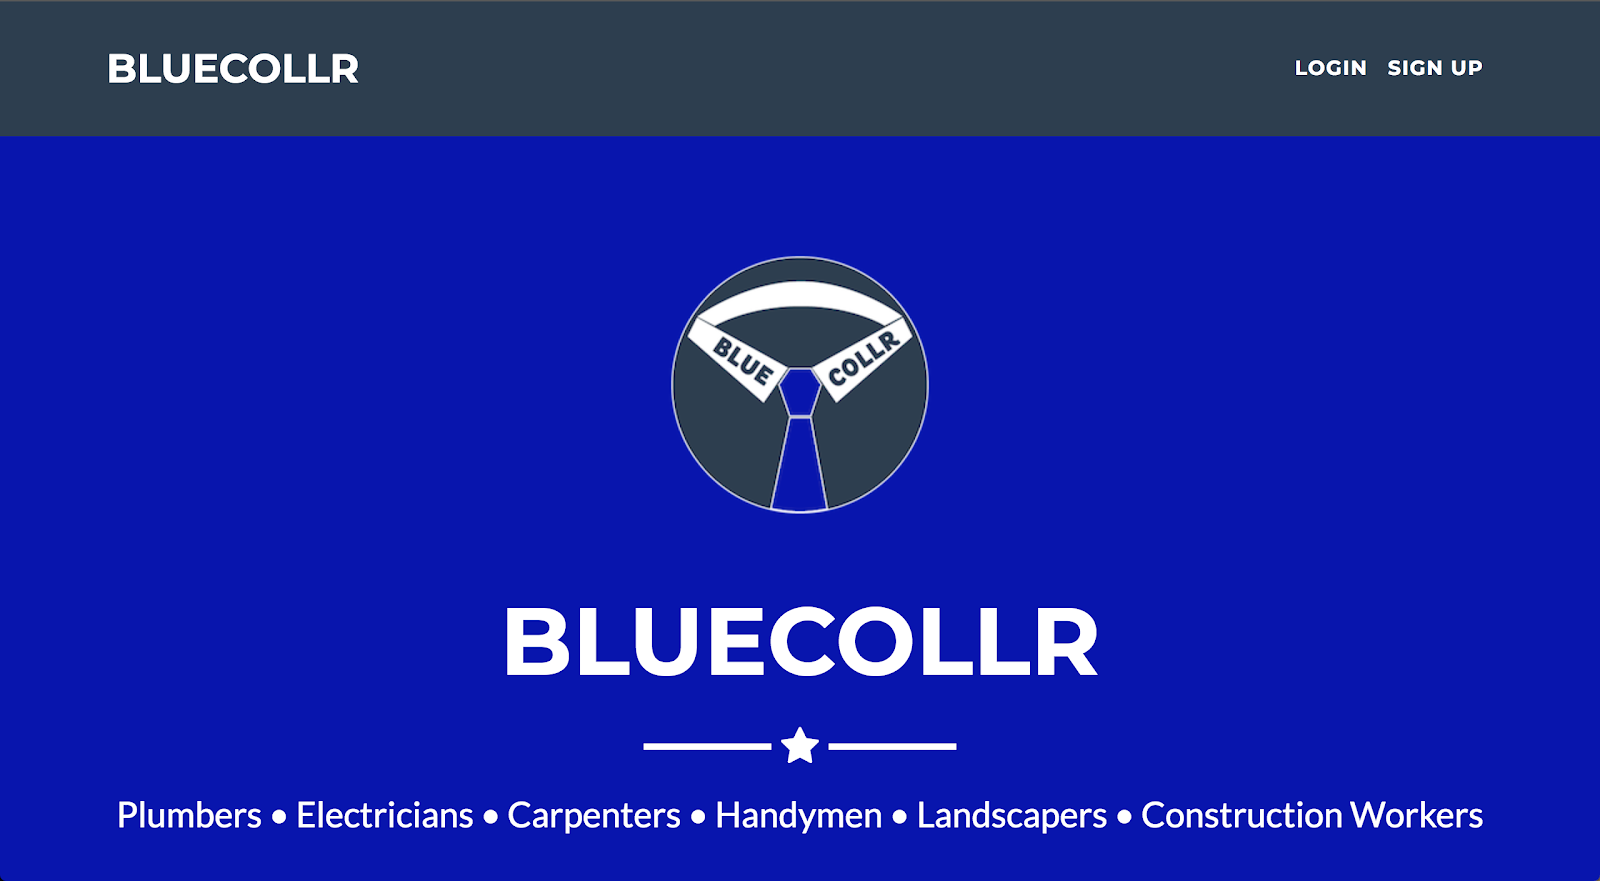 BLUECOLLR
LOGIN SIGN UP
BLUE COLLR
BLUECOLLR
Plumbers ● Electricians ● Carpenters ● Handymen ● Landscapers ● Construction Workers